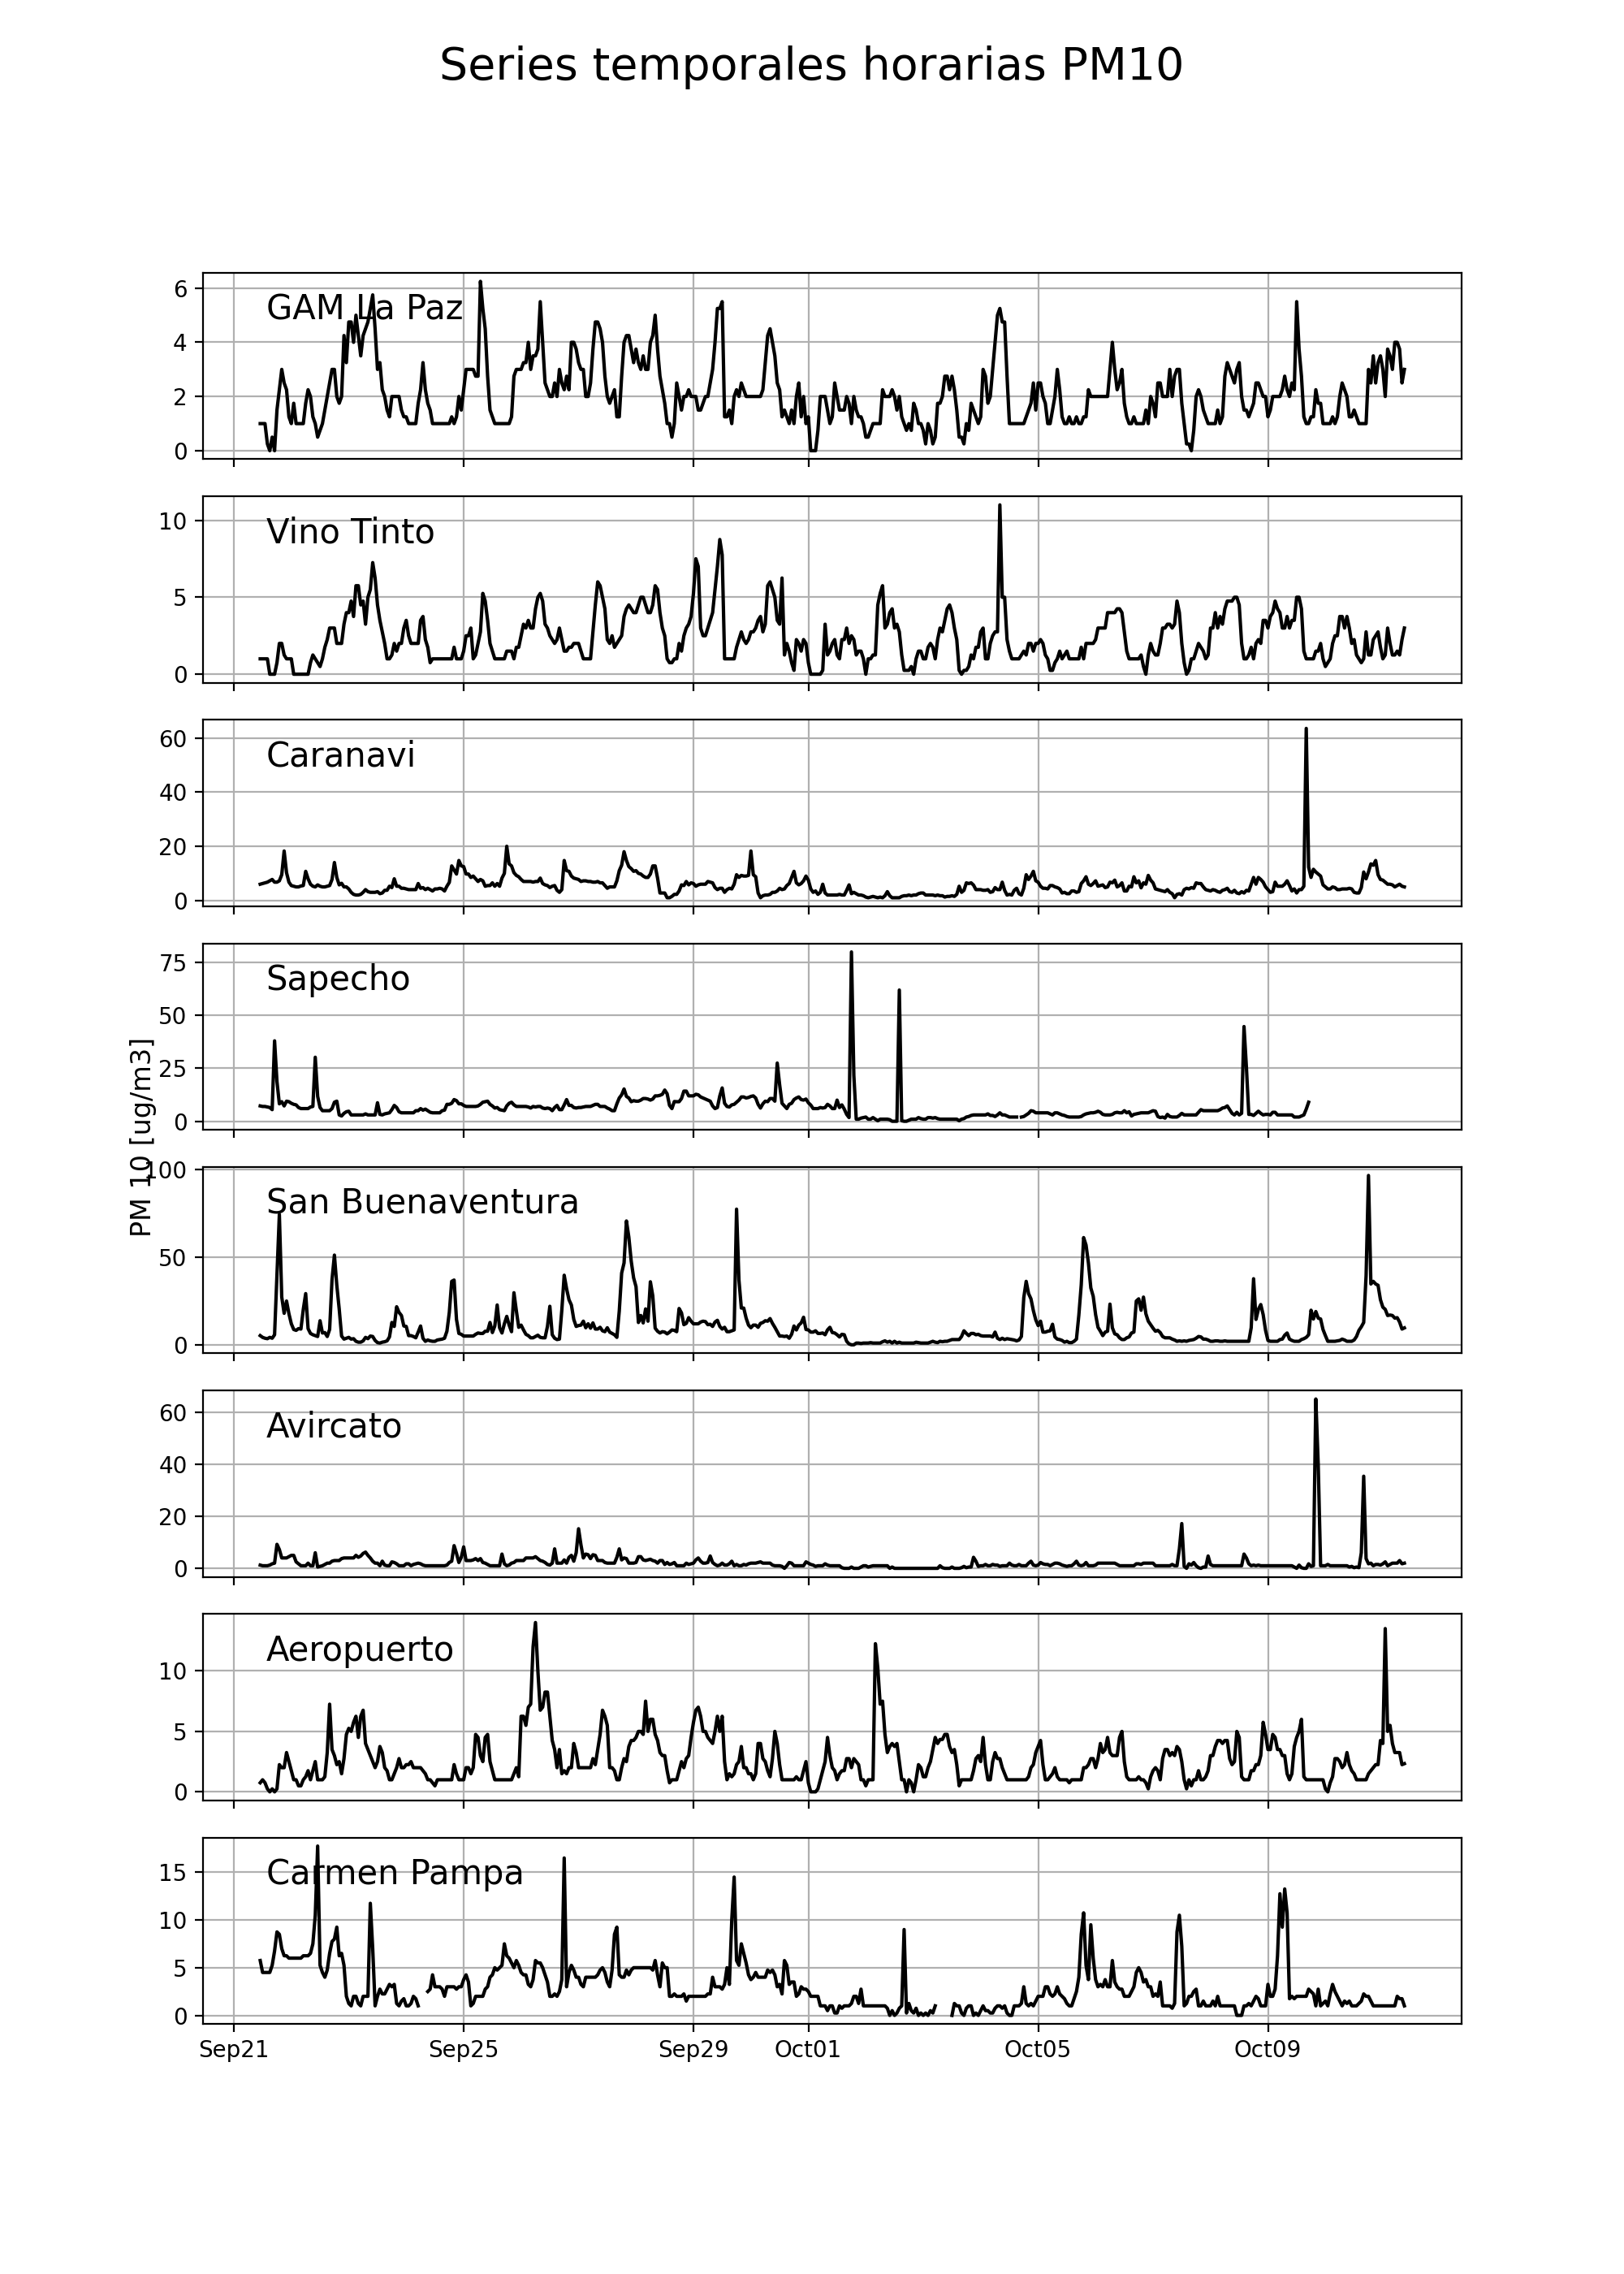 Series temporales horarias PM10
6
4
2
0
GAM La Paz
10
5
0
Vino Tinto
60
40
20
0
Caranavi
75
50
25
0
Sapecho
PM 10 [ug/m3]
100
50
0
San Buenaventura
60
40
20
0
Avircato
10
5
0
Aeropuerto
15
10
5
0
Carmen Pampa
Sep21 Sep25 Sep29 Oct01 Oct05 Oct09